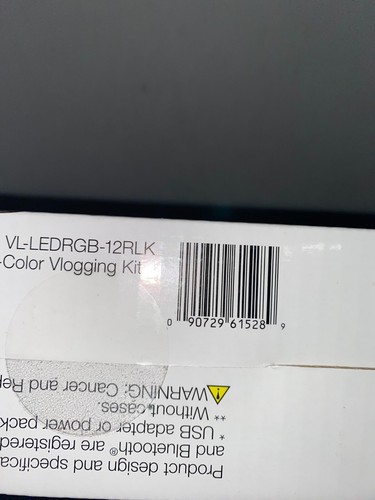 VL-LEDRGB-12RLK
-Color Vlogging Kit
0 90729 61528 9
Product design and specifica
and Bluetooth® are registered
* USB adapter or power pack
** Without cases.
WARNING: Cancer and Rep